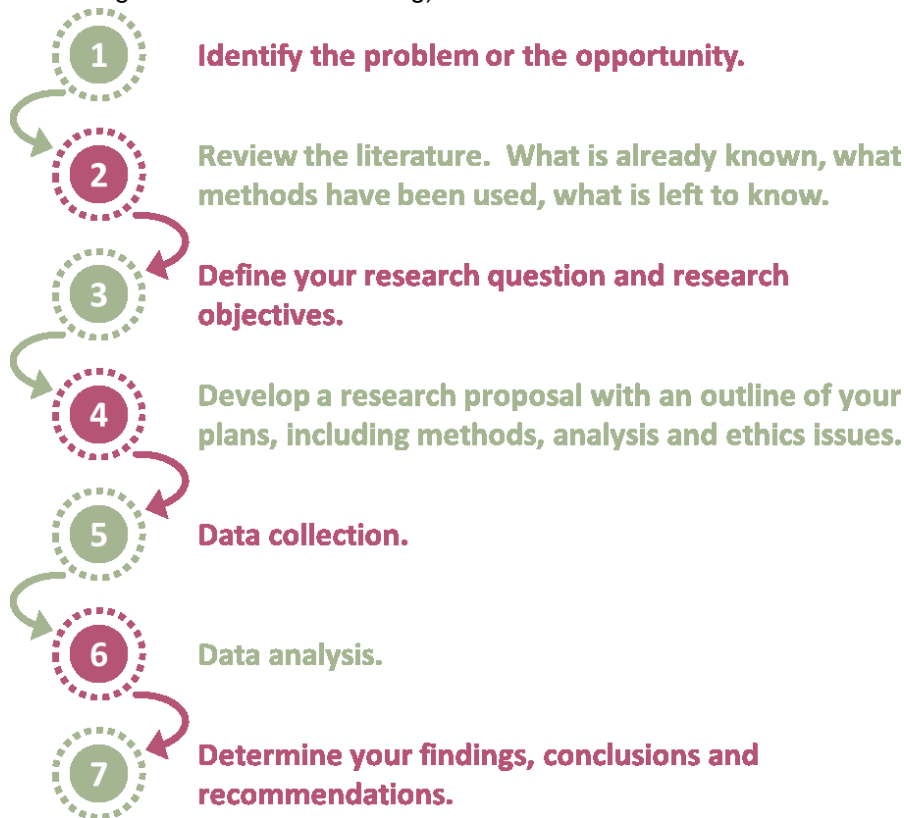 1
Identify the problem or the opportunity.
2
Review the literature.  What is already known, what
methods have been used, what is left to know.
3
Define your research question and research
objectives.
4
Develop a research proposal with an outline of your
plans, including methods, analysis and ethics issues.
5
Data collection.
6
Data analysis.
7
Determine your findings, conclusions and
recommendations.